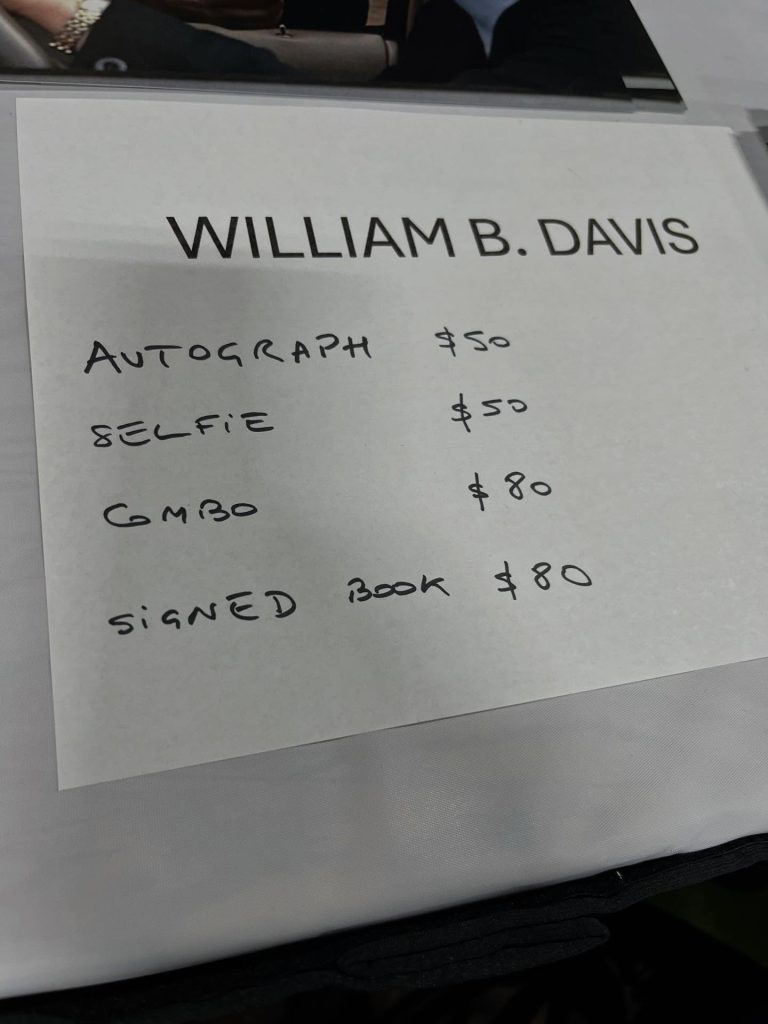 WILLIAM B. DAVIS
AUTOGRAPH $50
SELFiE $50
COMBO $80
SiGNED BOOK $80